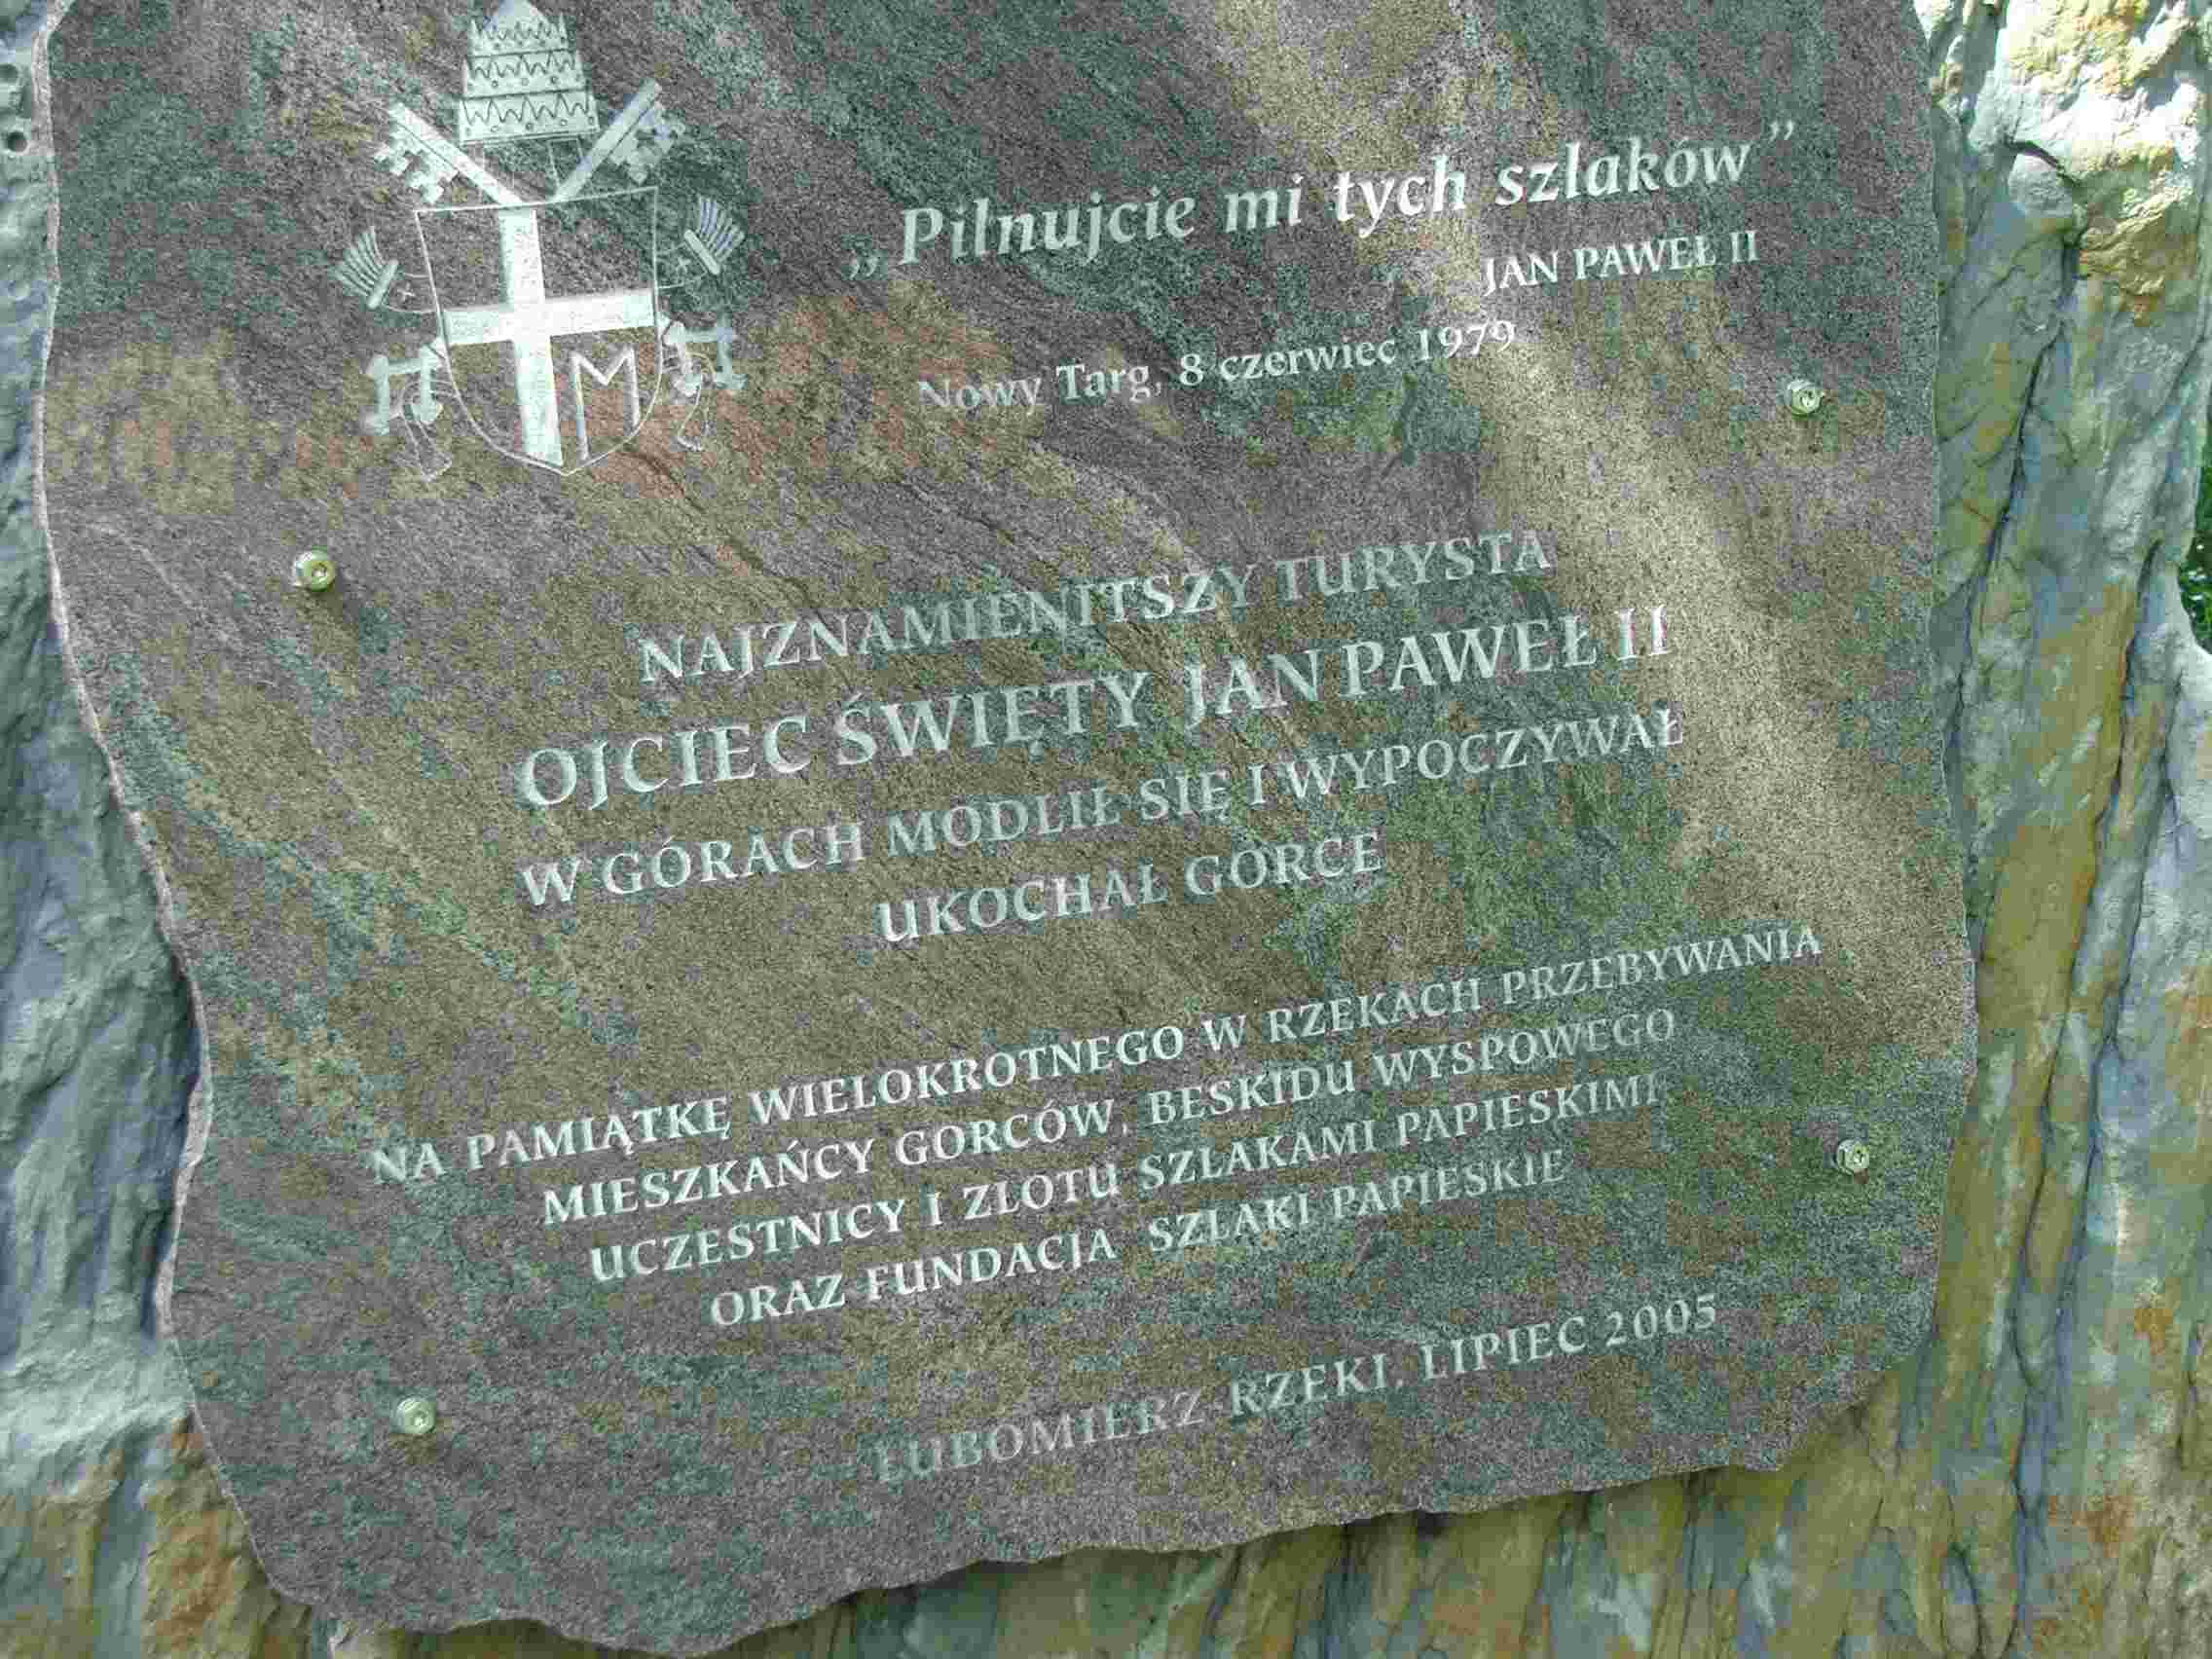 „Pilnujcie mi tych szlaków”
JAN PAWEŁ II
Nowy Targ, 8 czerwiec 1979
M
NAJZNAMIENITSZY TURYSTA
OJCIEC ŚWIĘTY JAN PAWEŁ II
W GÓRACH MODLIŁ SIĘ I WYPOCZYWAŁ
UKOCHAŁ GORCE
NA PAMIĄTKĘ WIELOKROTNEGO W RZEKACH PRZEBYWANIA
MIESZKAŃCY GORCÓW, BESKIDU WYSPOWEGO
UCZESTNICY I ZLOTU SZLAKAMI PAPIESKIMI
ORAZ FUNDACJA SZLAKI PAPIESKIE
LUBOMIERZ-RZEKI, LIPIEC 2005